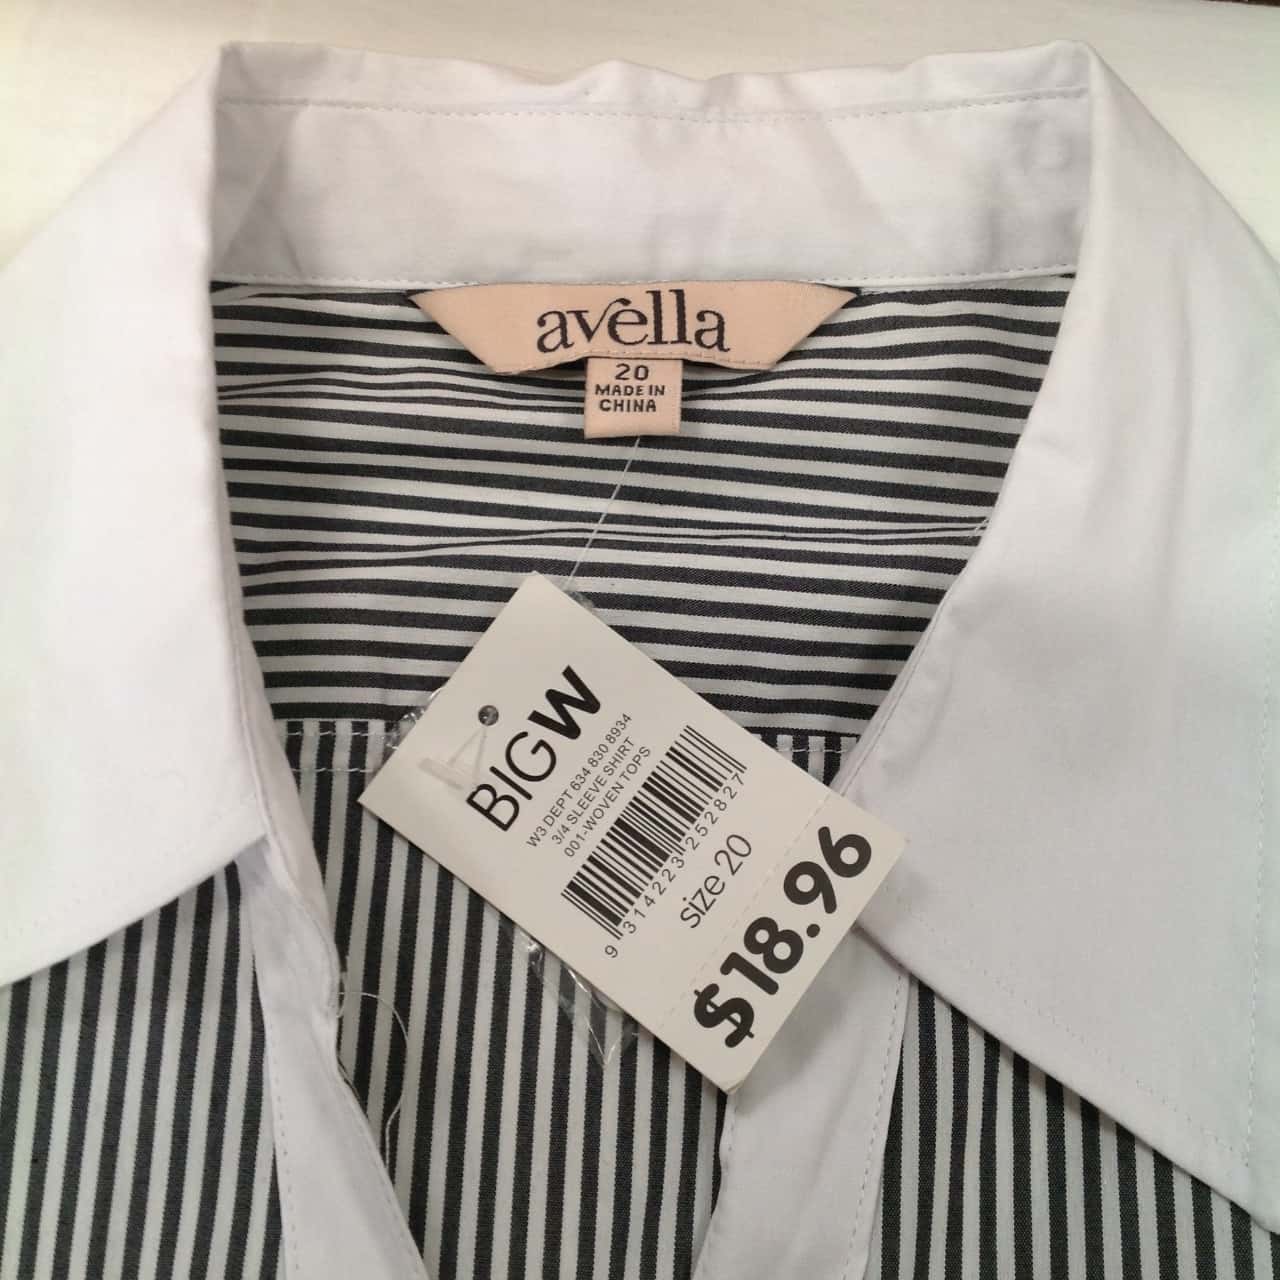 avella
20
MADE IN
CHINA
BIGW
W3 DEPT 634 830 8934
3/4 SLEEVE SHIRT
001-WOVEN TOPS
9 314223 252827
size 20
$18.96